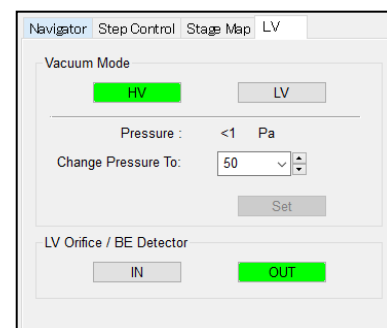 Navigator Step Control Stage Map LV
Vacuum Mode
HV LV
Pressure : <1 Pa
Change Pressure To: 50
Set
LV Orifice / BE Detector
IN OUT